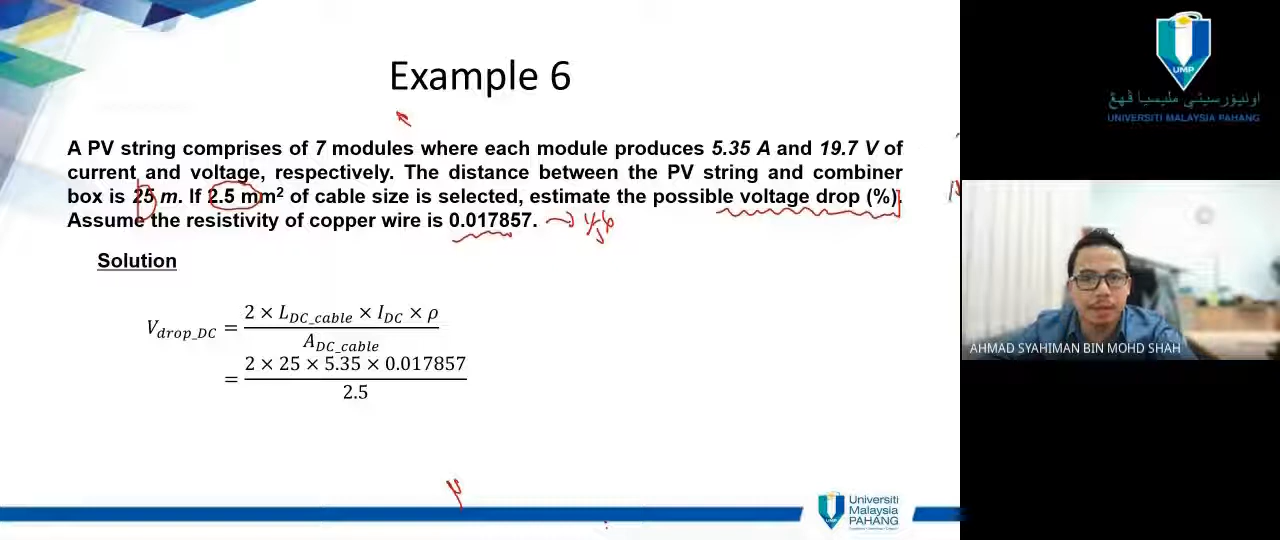 Example 6
A PV string comprises of 7 modules where each module produces 5.35 A and 19.7 V of
current and voltage, respectively. The distance between the PV string and combiner
box is 25 m. If 2.5 mm² of cable size is selected, estimate the possible voltage drop (%).
Assume the resistivity of copper wire is 0.017857.
Solution
V_drop_DC = (2 × L_DC_cable × I_DC × ρ) / A_DC_cable
= (2 × 25 × 5.35 × 0.017857) / 2.5
Universiti
Malaysia
PAHANG
UMP
اونيۏرسيتي مليسيا ڤهڠ
UNIVERSITI MALAYSIA PAHANG
AHMAD SYAHIMAN BIN MOHD SHAH